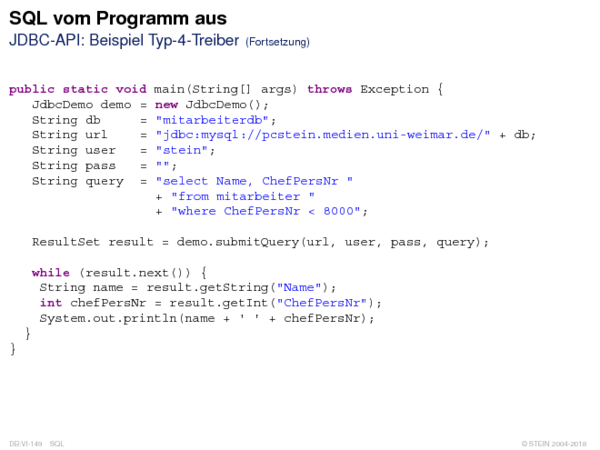 SQL vom Programm aus
JDBC-API: Beispiel Typ-4-Treiber (Fortsetzung)
public static void main(String[] args) throws Exception {
JdbcDemo demo = new JdbcDemo();
String db = "mitarbeiterdb";
String url = "jdbc:mysql://pcstein.medien.uni-weimar.de/" + db;
String user = "stein";
String pass = "";
String query = "select Name, ChefPersNr "
+ "from mitarbeiter "
+ "where ChefPersNr < 8000";
ResultSet result = demo.submitQuery(url, user, pass, query);
while (result.next()) {
String name = result.getString("Name");
int chefPersNr = result.getInt("ChefPersNr");
System.out.println(name + ' ' + chefPersNr);
}
}
DB:VI-149 SQL © STEIN 2004-2018